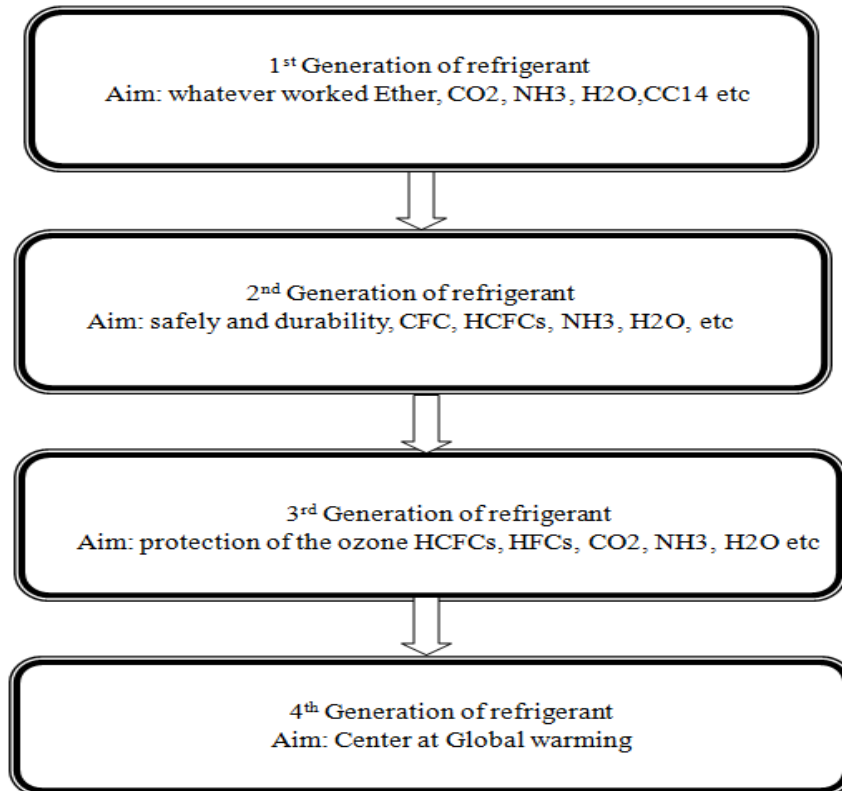 1st Generation of refrigerant
Aim: whatever worked Ether, CO2, NH3, H2O,CC14 etc
2nd Generation of refrigerant
Aim: safely and durability, CFC, HCFCs, NH3, H2O, etc
3rd Generation of refrigerant
Aim: protection of the ozone HCFCs, HFCs, CO2, NH3, H2O etc
4th Generation of refrigerant
Aim: Center at Global warming